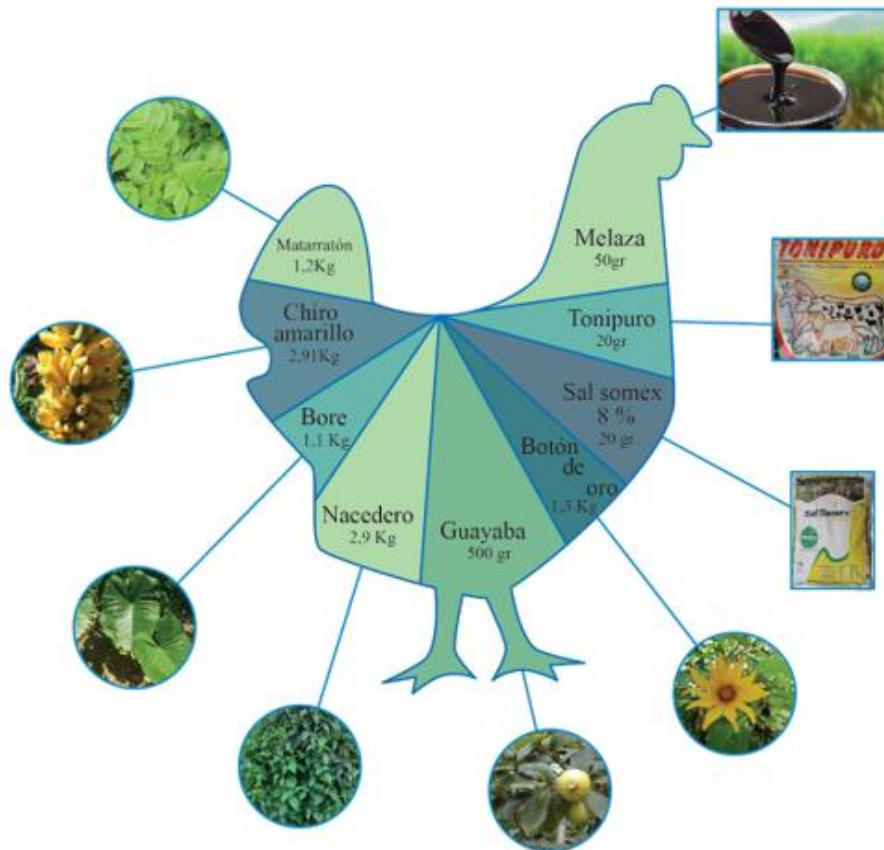 Matarratón
1,2Kg
Chiro
amarillo
2,91Kg
Bore
1,1 Kg
Nacedero
2,9 Kg
Guayaba
500 gr
Botón
de
oro
1,3 Kg
Sal somex
8 %
20 gr
Tonipuro
20gr
Melaza
50gr
TONIPURO